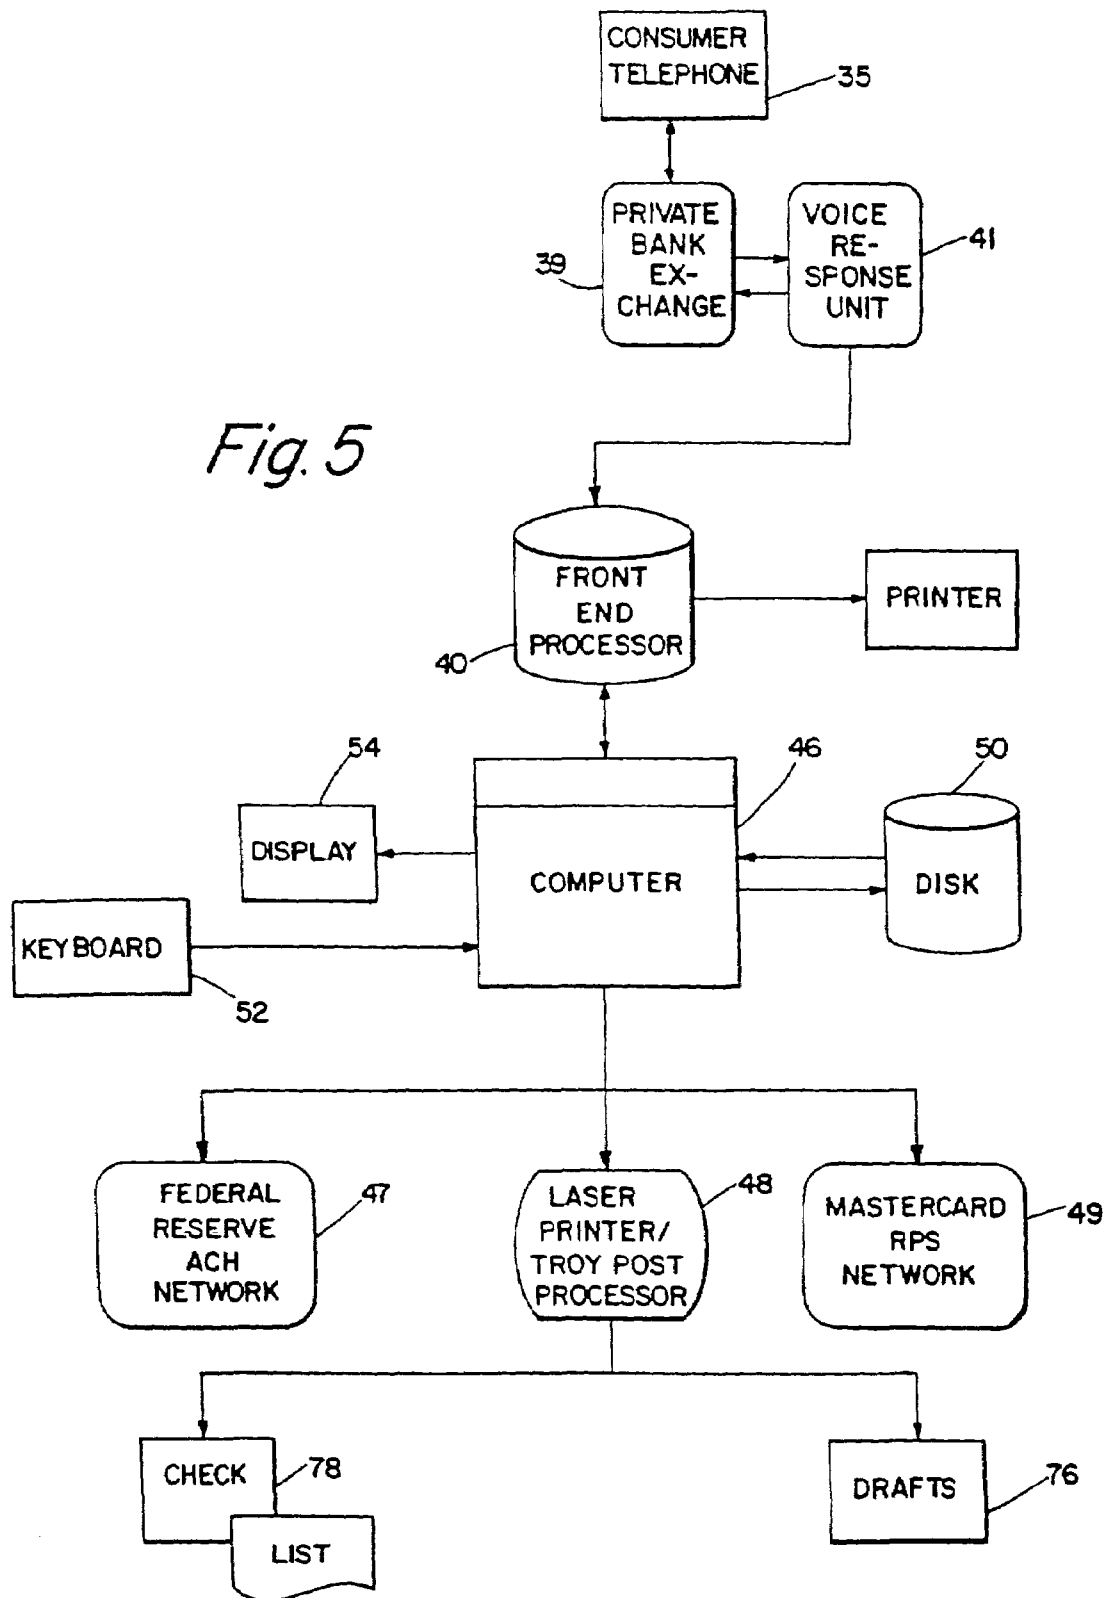 CONSUMER
TELEPHONE
35
PRIVATE
BANK
EX-
CHANGE
39
VOICE
RE-
SPONSE
UNIT
41
Fig. 5
FRONT
END
PROCESSOR
40
PRINTER
54
46
50
DISPLAY
COMPUTER
DISK
KEYBOARD
52
FEDERAL
RESERVE
ACH
NETWORK
47
LASER
PRINTER/
TROY POST
PROCESSOR
48
MASTERCARD
RPS
NETWORK
49
CHECK
78
LIST
DRAFTS
76